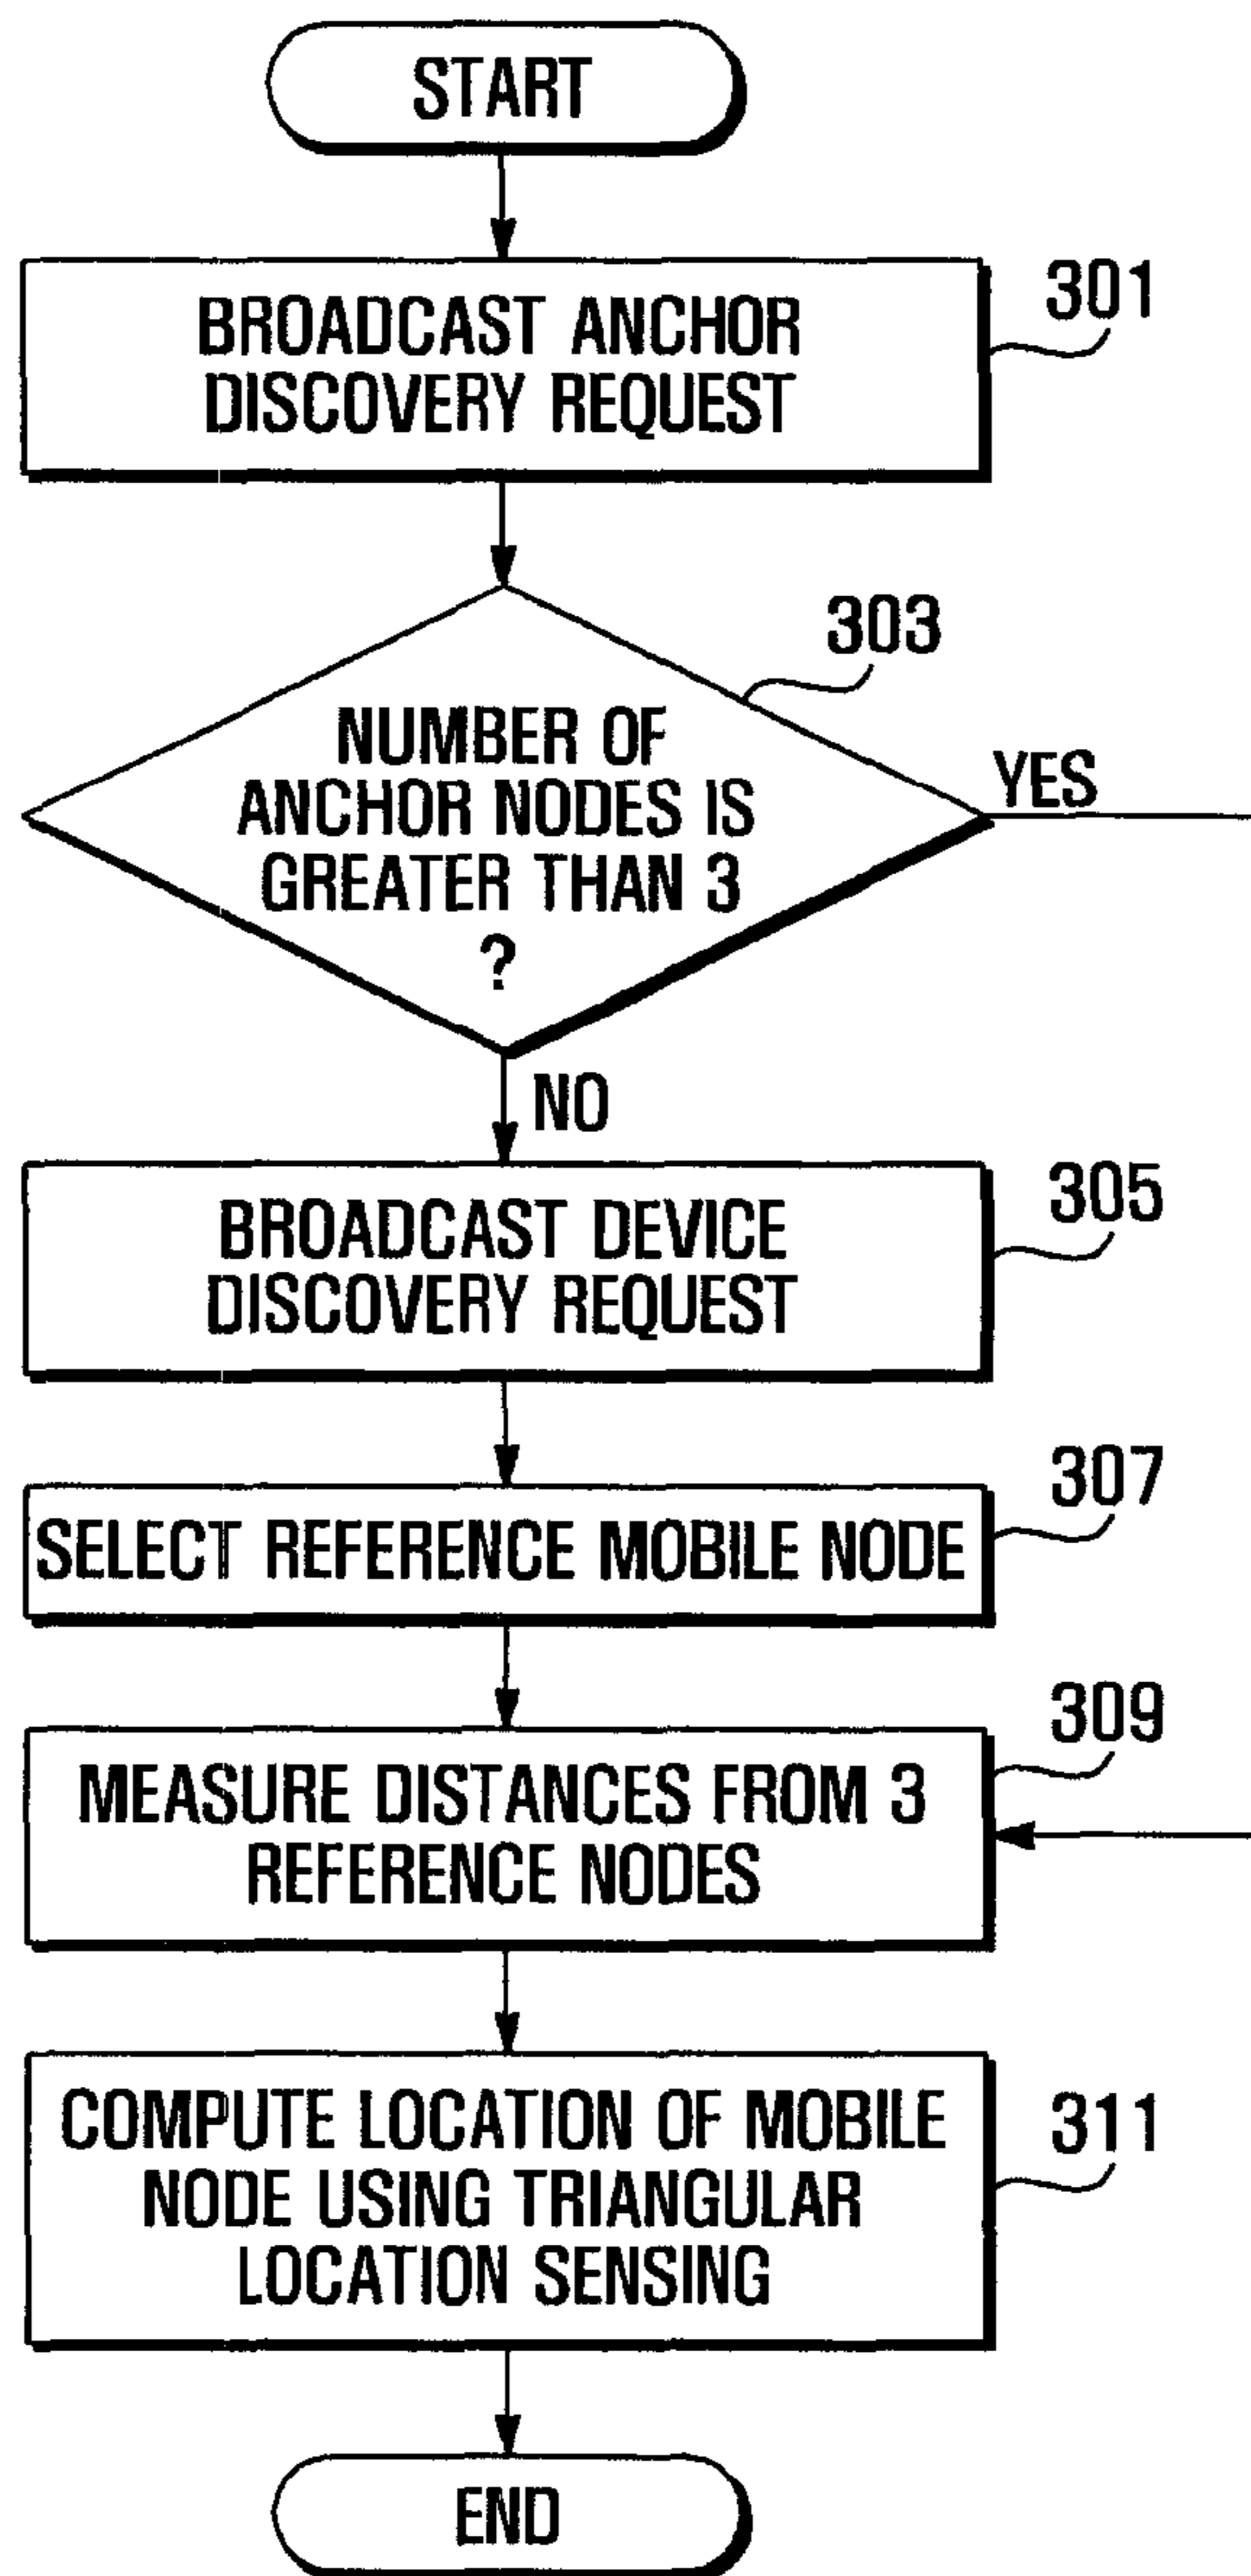 START
BROADCAST ANCHOR
DISCOVERY REQUEST
301
303
NUMBER OF
ANCHOR NODES IS
GREATER THAN 3
?
YES
NO
BROADCAST DEVICE
DISCOVERY REQUEST
305
SELECT REFERENCE MOBILE NODE
307
MEASURE DISTANCES FROM 3
REFERENCE NODES
309
COMPUTE LOCATION OF MOBILE
NODE USING TRIANGULAR
LOCATION SENSING
311
END